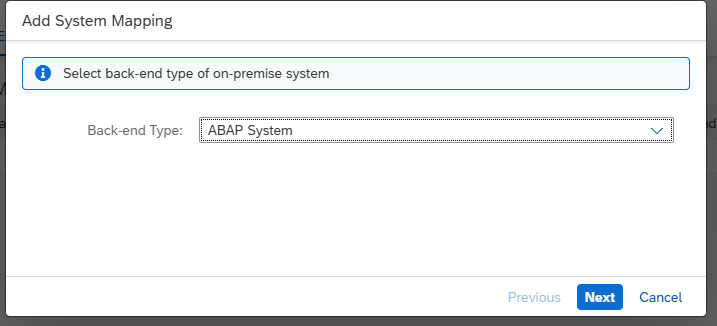 Add System Mapping
Select back-end type of on-premise system
Back-end Type: ABAP System
Previous Next Cancel